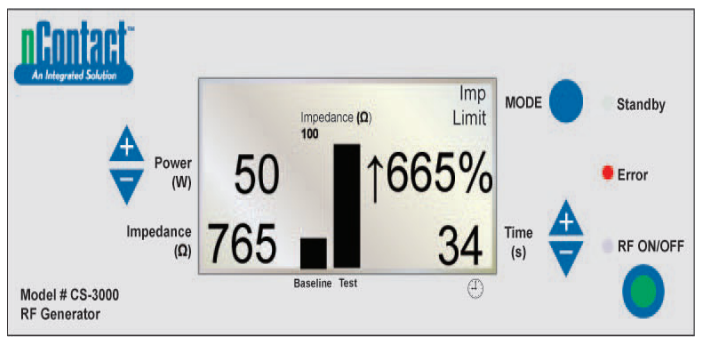 nContact™
An Integrated Solution
Imp
Limit
Impedance (Ω)
100
Power
(W)
50
↑665%
Impedance
(Ω)
765
34
Baseline Test
Time
(s)
MODE
Standby
Error
RF ON/OFF
Model # CS-3000
RF Generator